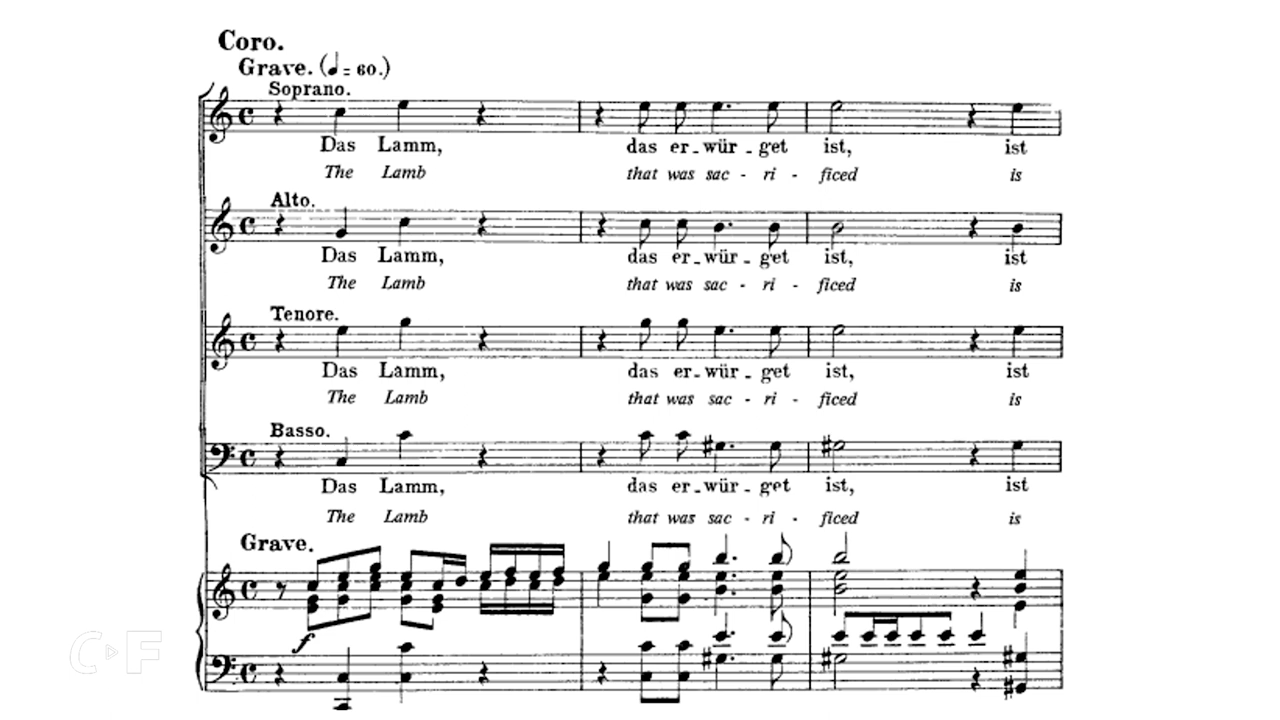 Coro.
Grave. (♩ = 60.)
Soprano.
Das Lamm, das er-wür-get ist, ist
The Lamb that was sac - ri - ficed is
Alto.
Das Lamm, das er-wür-get ist, ist
The Lamb that was sac - ri - ficed is
Tenore.
Das Lamm, das er-wür-get ist, ist
The Lamb that was sac - ri - ficed is
Basso.
Das Lamm, das er-wür-get ist, ist
The Lamb that was sac - ri - ficed is
Grave.
f
C▷F